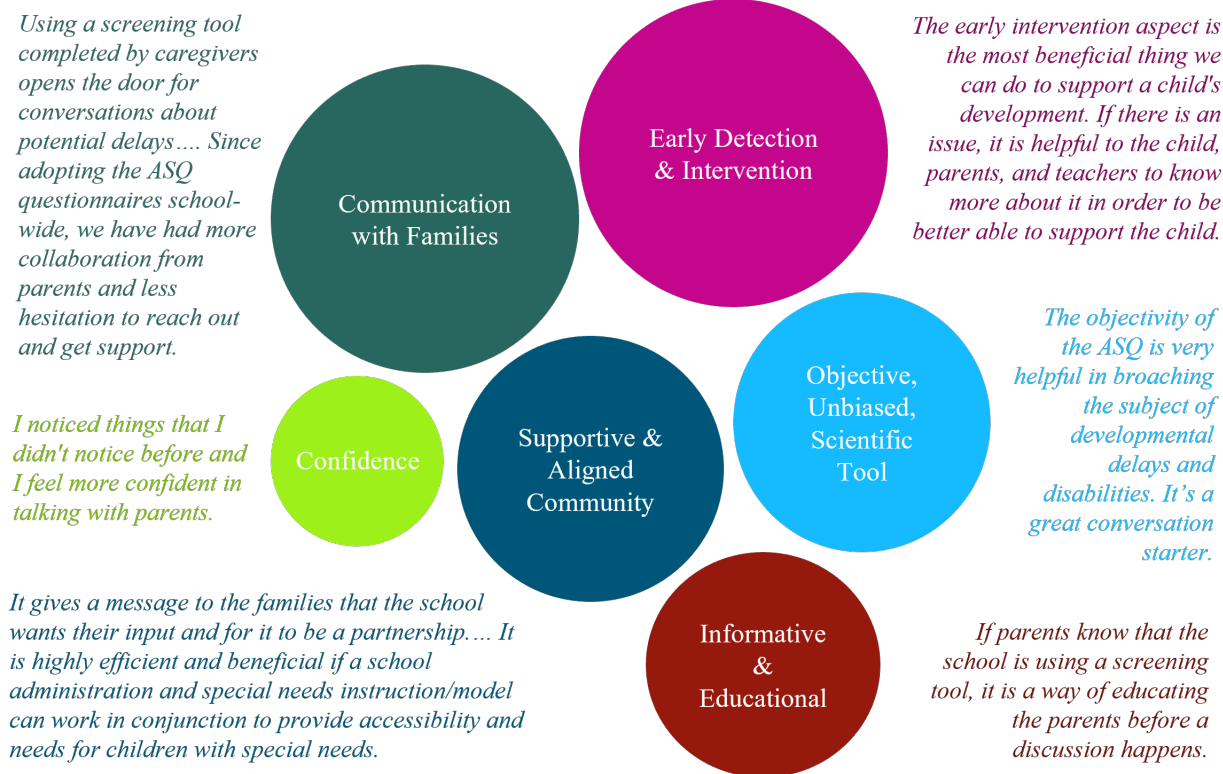 Using a screening tool
completed by caregivers
opens the door for
conversations about
potential delays…. Since
adopting the ASQ
questionnaires school-
wide, we have had more
collaboration from
parents and less
hesitation to reach out
and get support.
Communication
with Families
Early Detection
& Intervention
The early intervention aspect is
the most beneficial thing we
can do to support a child's
development. If there is an
issue, it is helpful to the child,
parents, and teachers to know
more about it in order to be
better able to support the child.
I noticed things that I
didn't notice before and
I feel more confident in
talking with parents.
Confidence
Supportive &
Aligned
Community
Objective,
Unbiased,
Scientific
Tool
The objectivity of
the ASQ is very
helpful in broaching
the subject of
developmental
delays and
disabilities. It’s a
great conversation
starter.
It gives a message to the families that the school
wants their input and for it to be a partnership.… It
is highly efficient and beneficial if a school
administration and special needs instruction/model
can work in conjunction to provide accessibility and
needs for children with special needs.
Informative
&
Educational
If parents know that the
school is using a screening
tool, it is a way of educating
the parents before a
discussion happens.